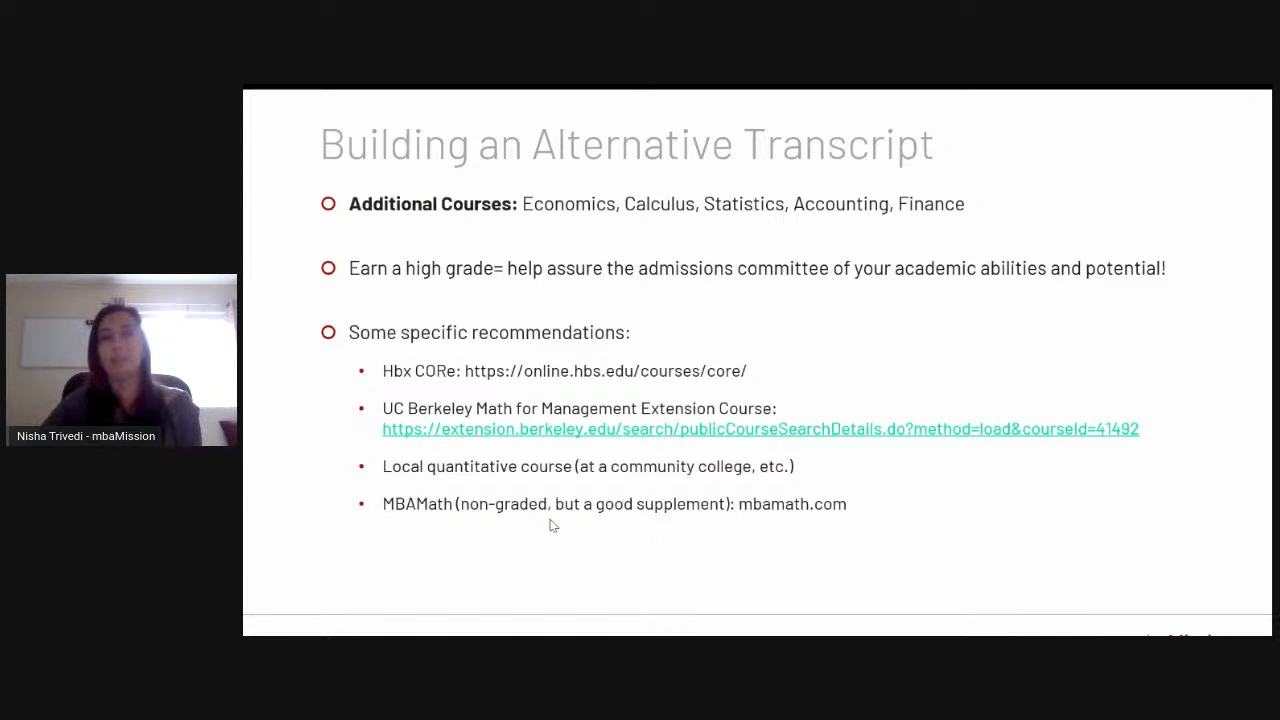 Building an Alternative Transcript
Additional Courses: Economics, Calculus, Statistics, Accounting, Finance
Earn a high grade= help assure the admissions committee of your academic abilities and potential!
Some specific recommendations:
Hbx CORe: https://online.hbs.edu/courses/core/
UC Berkeley Math for Management Extension Course:
https://extension.berkeley.edu/search/publicCourseSearchDetails.do?method=load&courseId=41492
Nisha Trivedi - mbaMission
Local quantitative course (at a community college, etc.)
MBAMath (non-graded, but a good supplement): mbamath.com